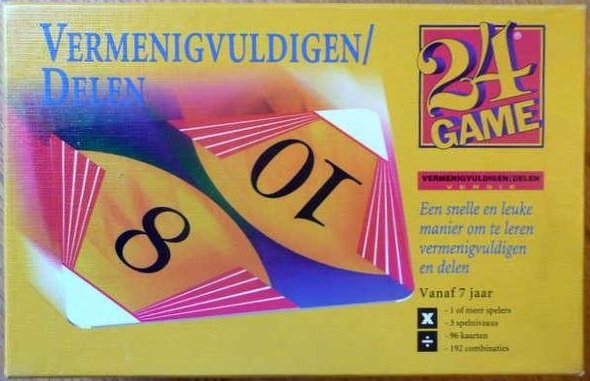 VERMENIGVULDIGEN/
DELEN
8
10
24®
GAME
VERMENIGVULDIGEN/DELEN
VERSIE
Een snelle en leuke
manier om te leren
vermenigvuldigen
en delen
Vanaf 7 jaar
X
÷
- 1 of meer spelers
- 3 spelniveaus
- 96 kaarten
- 192 combinaties